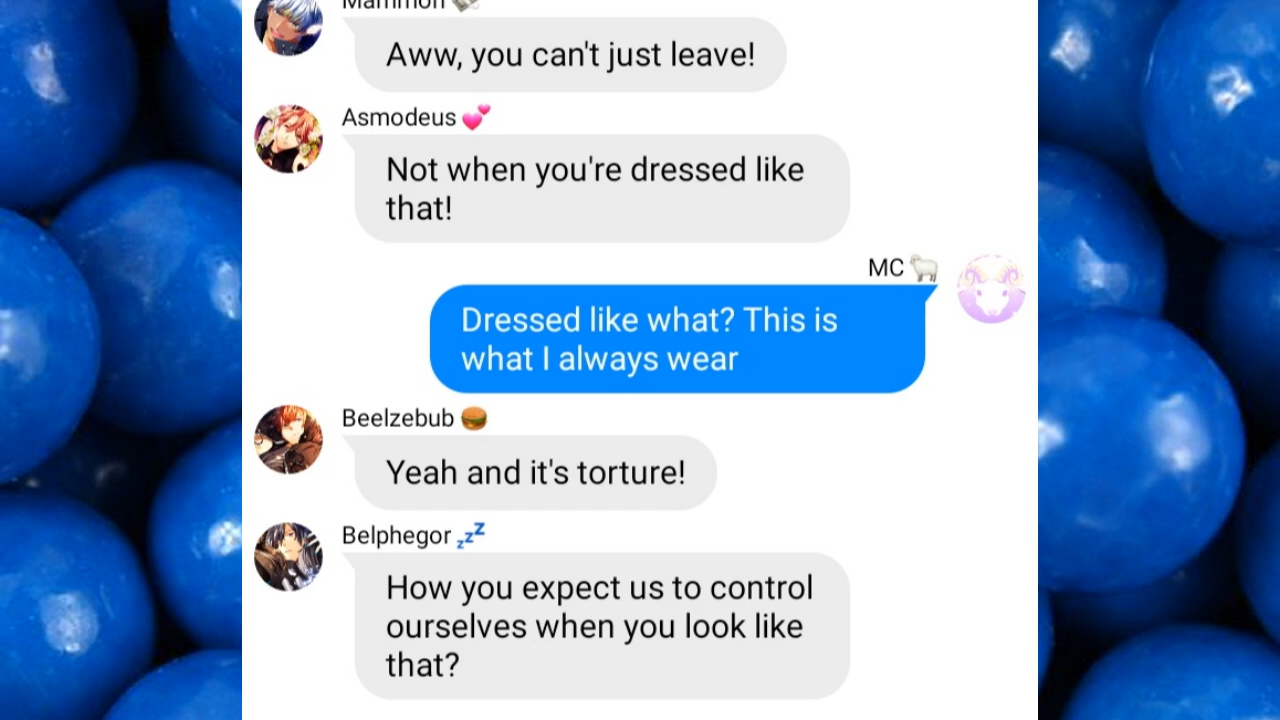 Mammon
Aww, you can't just leave!
Asmodeus
Not when you're dressed like
that!
MC
Dressed like what? This is
what I always wear
Beelzebub
Yeah and it's torture!
Belphegor
How you expect us to control
ourselves when you look like
that?